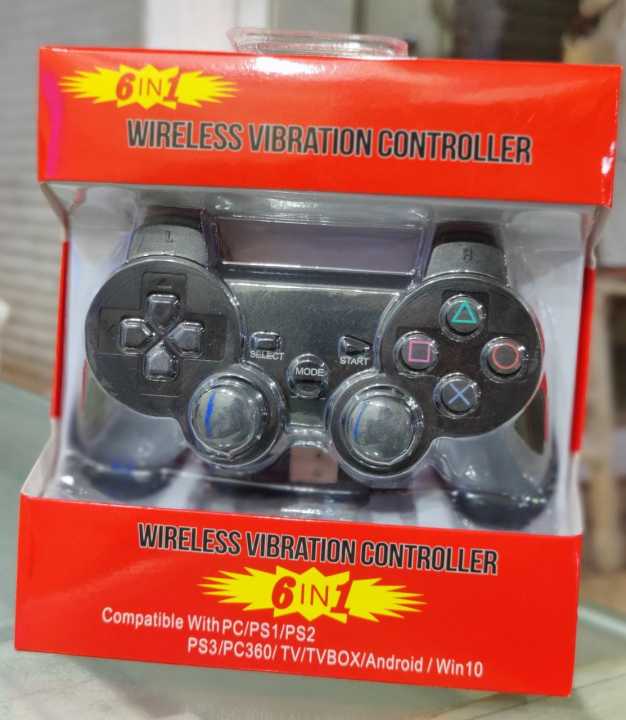 6IN1
WIRELESS VIBRATION CONTROLLER
L
R
SELECT
START
MODE
WIRELESS VIBRATION CONTROLLER
6IN1
Compatible With PC/PS1/PS2
PS3/PC360/ TV/TVBOX/Android / Win10